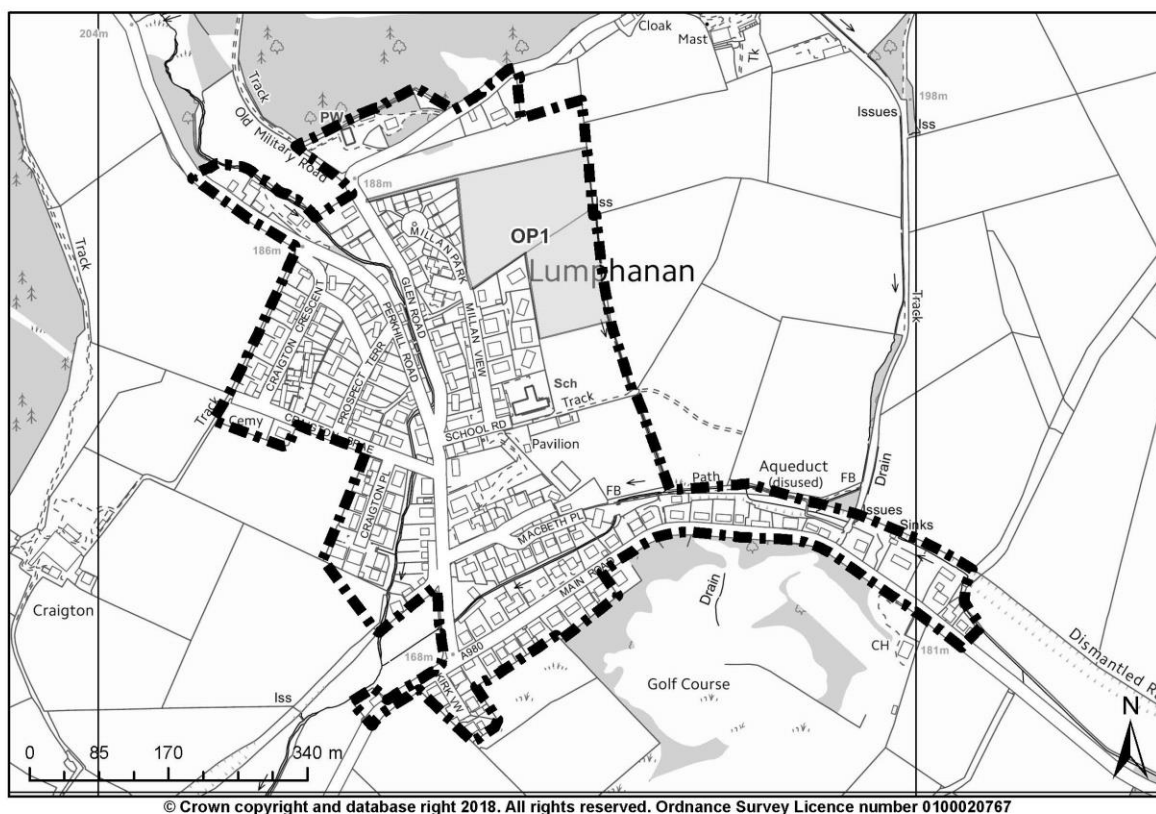 204m
Cloak
Mast
Tk
Track
PW
Old Military Road
Issues
198m
Iss
188m
Iss
OP1
Lumphanan
186m
MILLAN PARK
GLEN ROAD
PERKHILL ROAD
MILLAN VIEW
CRAIGTON CRESCENT
PROSPECT TERR
Track
Track
Sch
Track
Track
Cemy
CRAIGTON BRAE
SCHOOL RD
Pavilion
CRAIGTON PL
FB
Path
Aqueduct
(disused)
FB
Drain
Issues
Sinks
MACBETH PL
MAIN ROAD
Drain
Craigton
168m
A980
KIRK VW
CH
181m
Golf Course
Iss
Dismantled R
N
0 85 170 340 m
© Crown copyright and database right 2018. All rights reserved. Ordnance Survey Licence number 0100020767